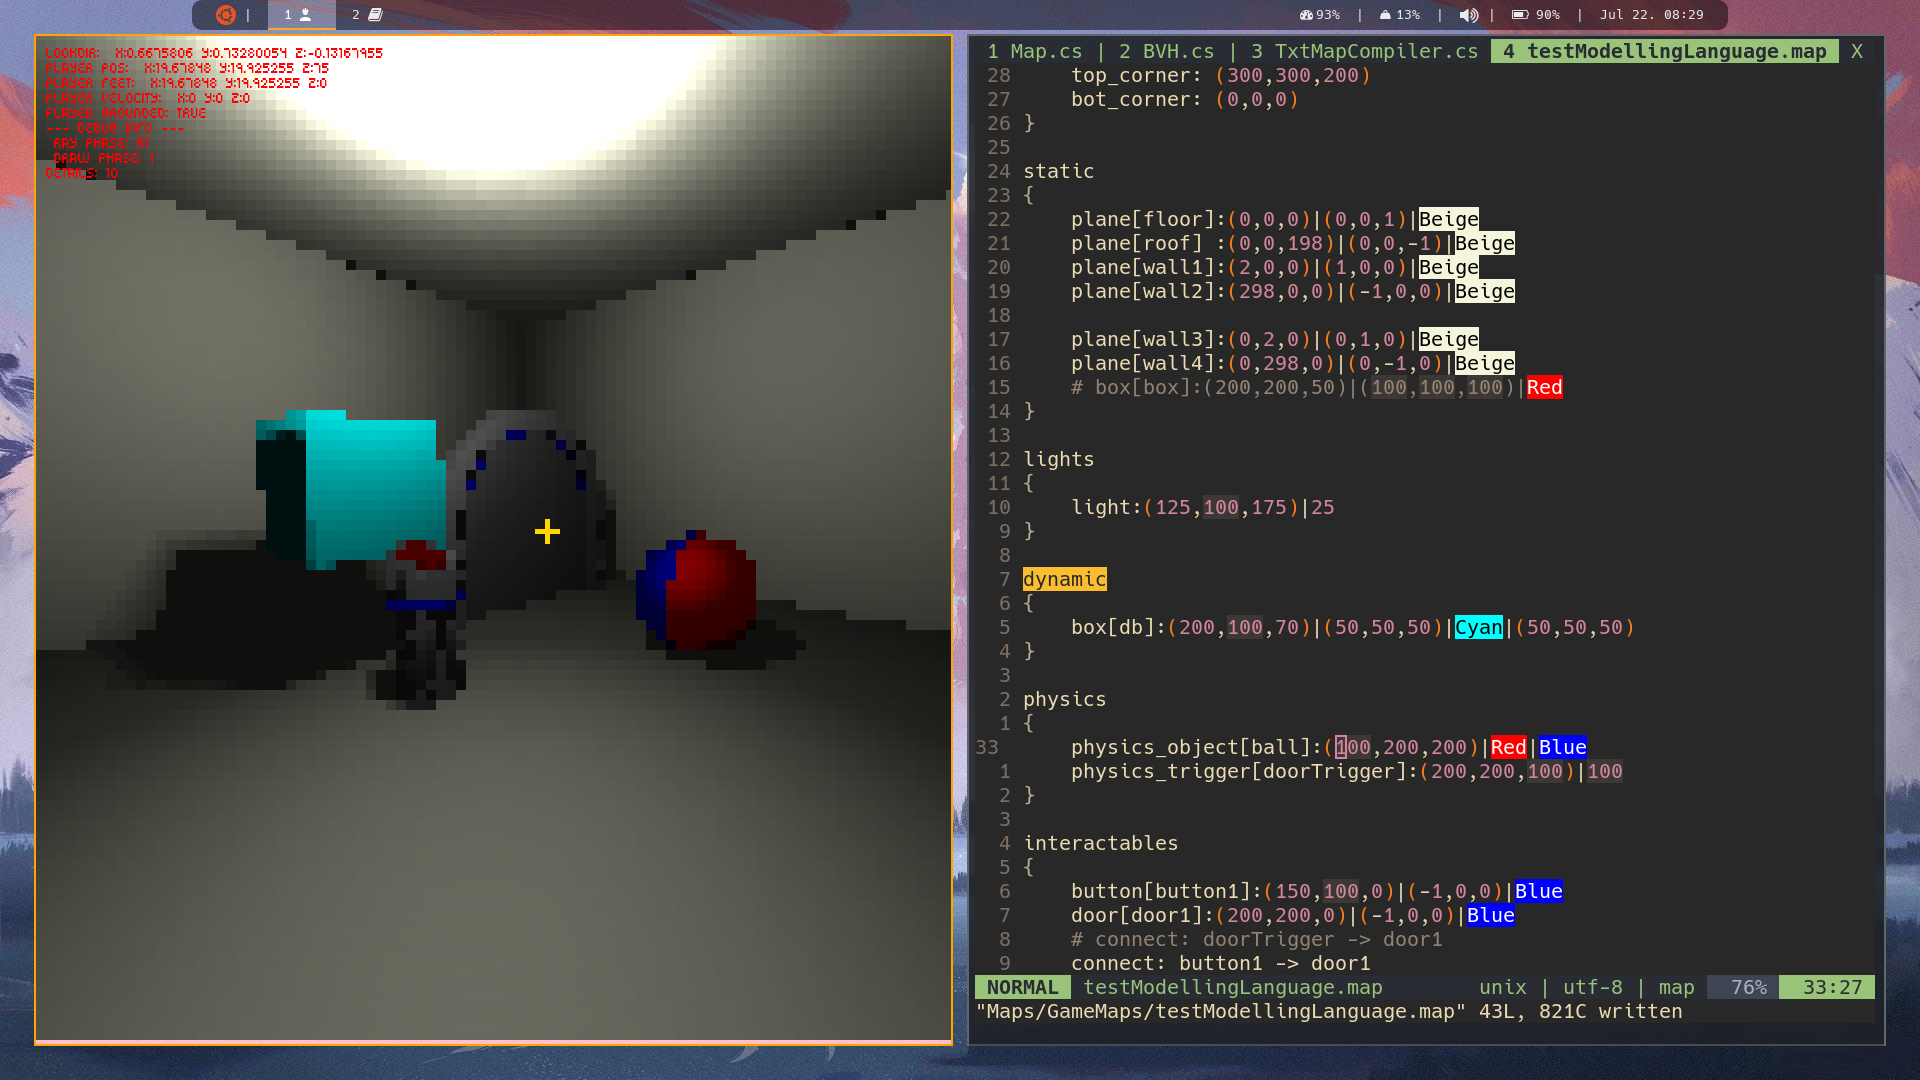 1
2
93% | 13% | | 90% | Jul 22. 08:29
LOOKDIR: X:0.6675806 Y:0.73280054 Z:-0.13167955
PLAYER POS: X:19.67848 Y:19.925255 Z:75
PLAYER FEET: X:19.67848 Y:19.925255 Z:0
PLAYER VELOCITY: X:0 Y:0 Z:0
PLAYER GROUNDED: TRUE
--- DEBUG INFO ---
RAY PHASE: 61
DRAW PHASE: 1
DETAILS: 10
1 Map.cs | 2 BVH.cs | 3 TxtMapCompiler.cs 4 testModellingLanguage.map X
28 top_corner: (300,300,200)
27 bot_corner: (0,0,0)
26 }
25
24 static
23 {
22 plane[floor]:(0,0,0)|(0,0,1)|Beige
21 plane[roof] :(0,0,198)|(0,0,-1)|Beige
20 plane[wall1]:(2,0,0)|(1,0,0)|Beige
19 plane[wall2]:(298,0,0)|(-1,0,0)|Beige
18
17 plane[wall3]:(0,2,0)|(0,1,0)|Beige
16 plane[wall4]:(0,298,0)|(0,-1,0)|Beige
15 # box[box]:(200,200,50)|(100,100,100)|Red
14 }
13
12 lights
11 {
10 light:(125,100,175)|25
9 }
8
7 dynamic
6 {
5 box[db]:(200,100,70)|(50,50,50)|Cyan|(50,50,50)
4 }
3
2 physics
1 {
33 physics_object[ball]:(100,200,200)|Red|Blue
1 physics_trigger[doorTrigger]:(200,200,100)|100
2 }
3
4 interactables
5 {
6 button[button1]:(150,100,0)|(-1,0,0)|Blue
7 door[door1]:(200,200,0)|(-1,0,0)|Blue
8 # connect: doorTrigger -> door1
9 connect: button1 -> door1
NORMAL testModellingLanguage.map unix | utf-8 | map 76% 33:27
"Maps/GameMaps/testModellingLanguage.map" 43L, 821C written